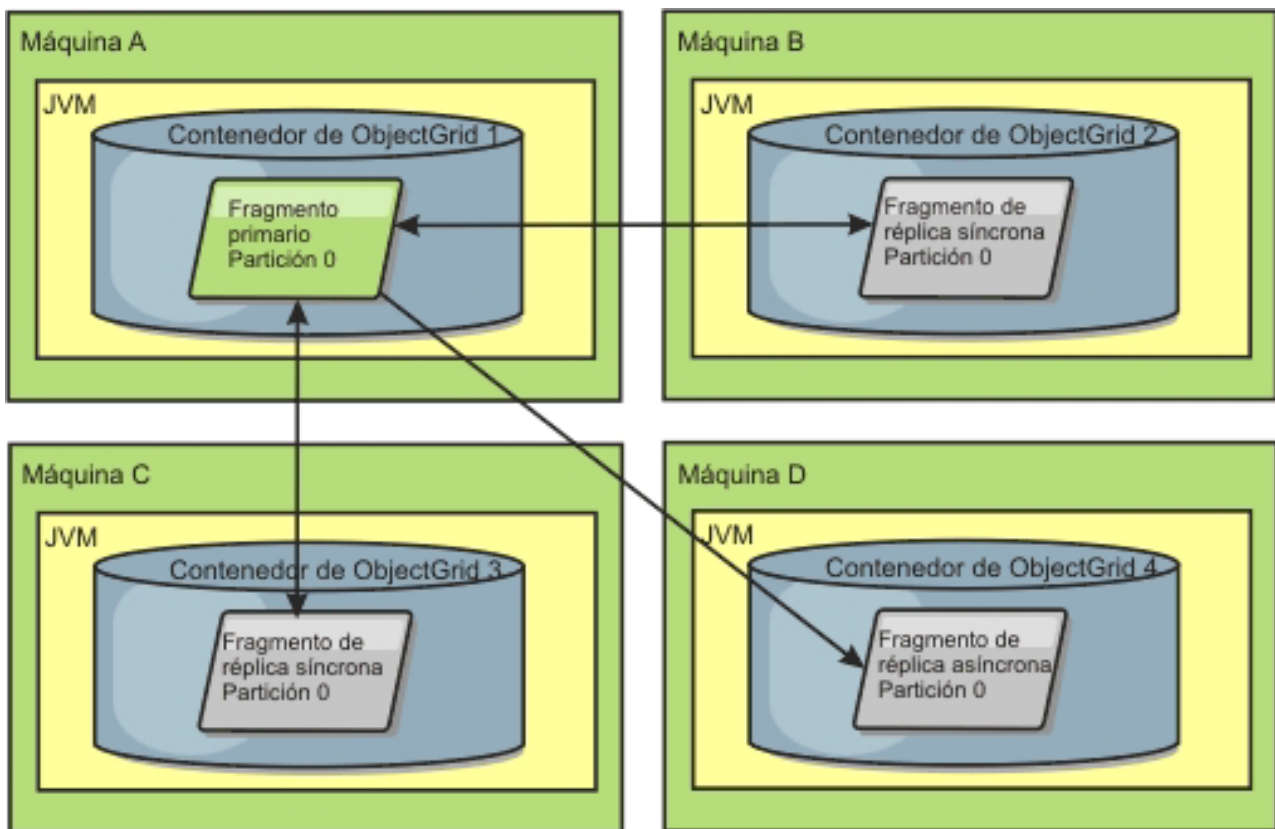 Máquina A
JVM
Contenedor de ObjectGrid 1
Fragmento
primario
Partición 0
Máquina B
JVM
Contenedor de ObjectGrid 2
Fragmento de
réplica síncrona
Partición 0
Máquina C
JVM
Contenedor de ObjectGrid 3
Fragmento de
réplica síncrona
Partición 0
Máquina D
JVM
Contenedor de ObjectGrid 4
Fragmento de
réplica asíncrona
Partición 0